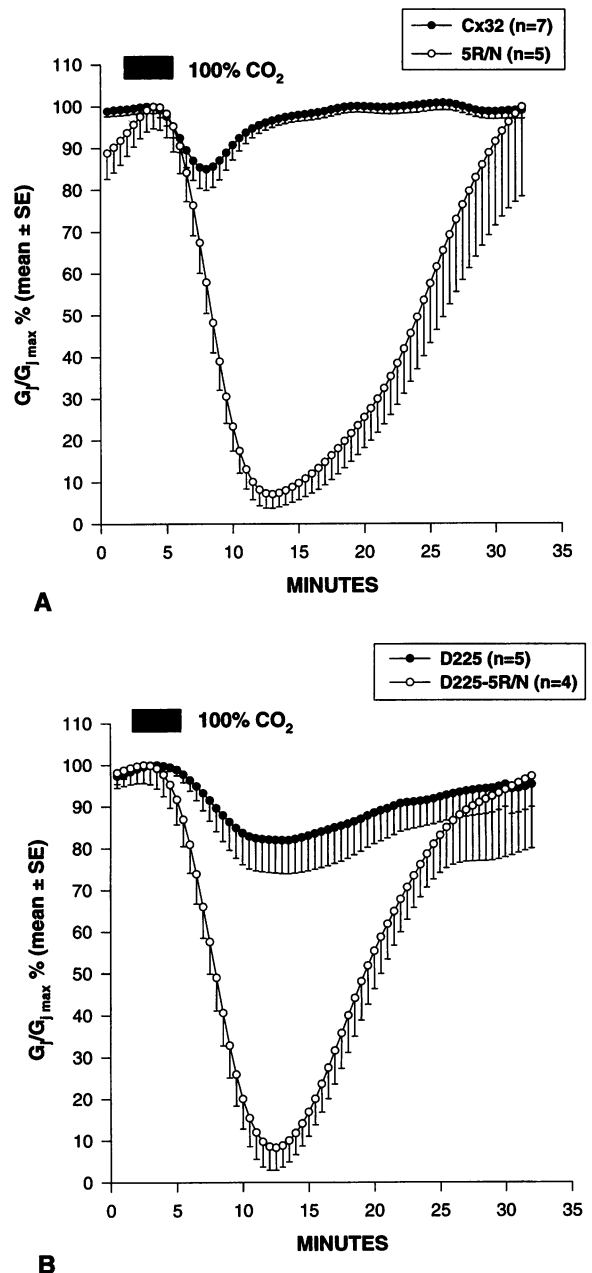 Cx32 (n=7)
5R/N (n=5)
100% CO2
110
100
90
80
70
60
50
40
30
20
10
0
Gj/Gj max % (mean ± SE)
0 5 10 15 20 25 30 35
MINUTES
A
D225 (n=5)
D225-5R/N (n=4)
100% CO2
110
100
90
80
70
60
50
40
30
20
10
0
Gj/Gj max % (mean ± SE)
0 5 10 15 20 25 30 35
MINUTES
B